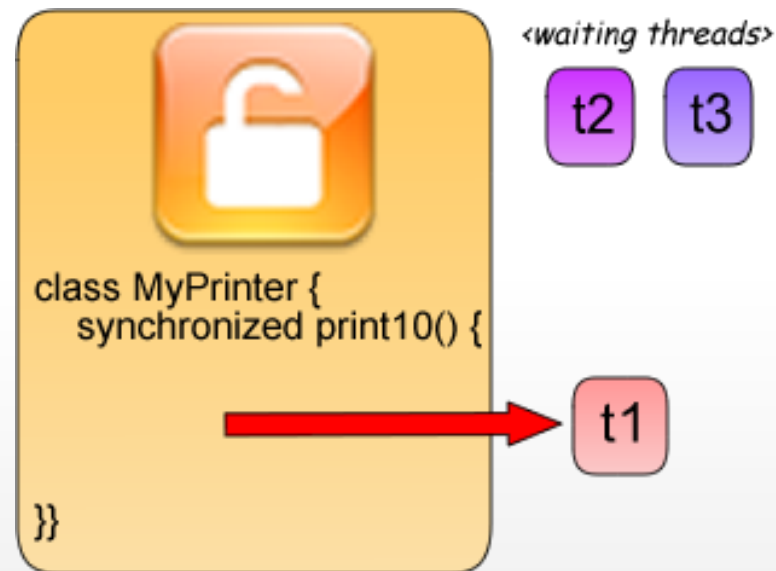 <waiting threads>
t2 t3
class MyPrinter {
synchronized print10() {
t1
}}